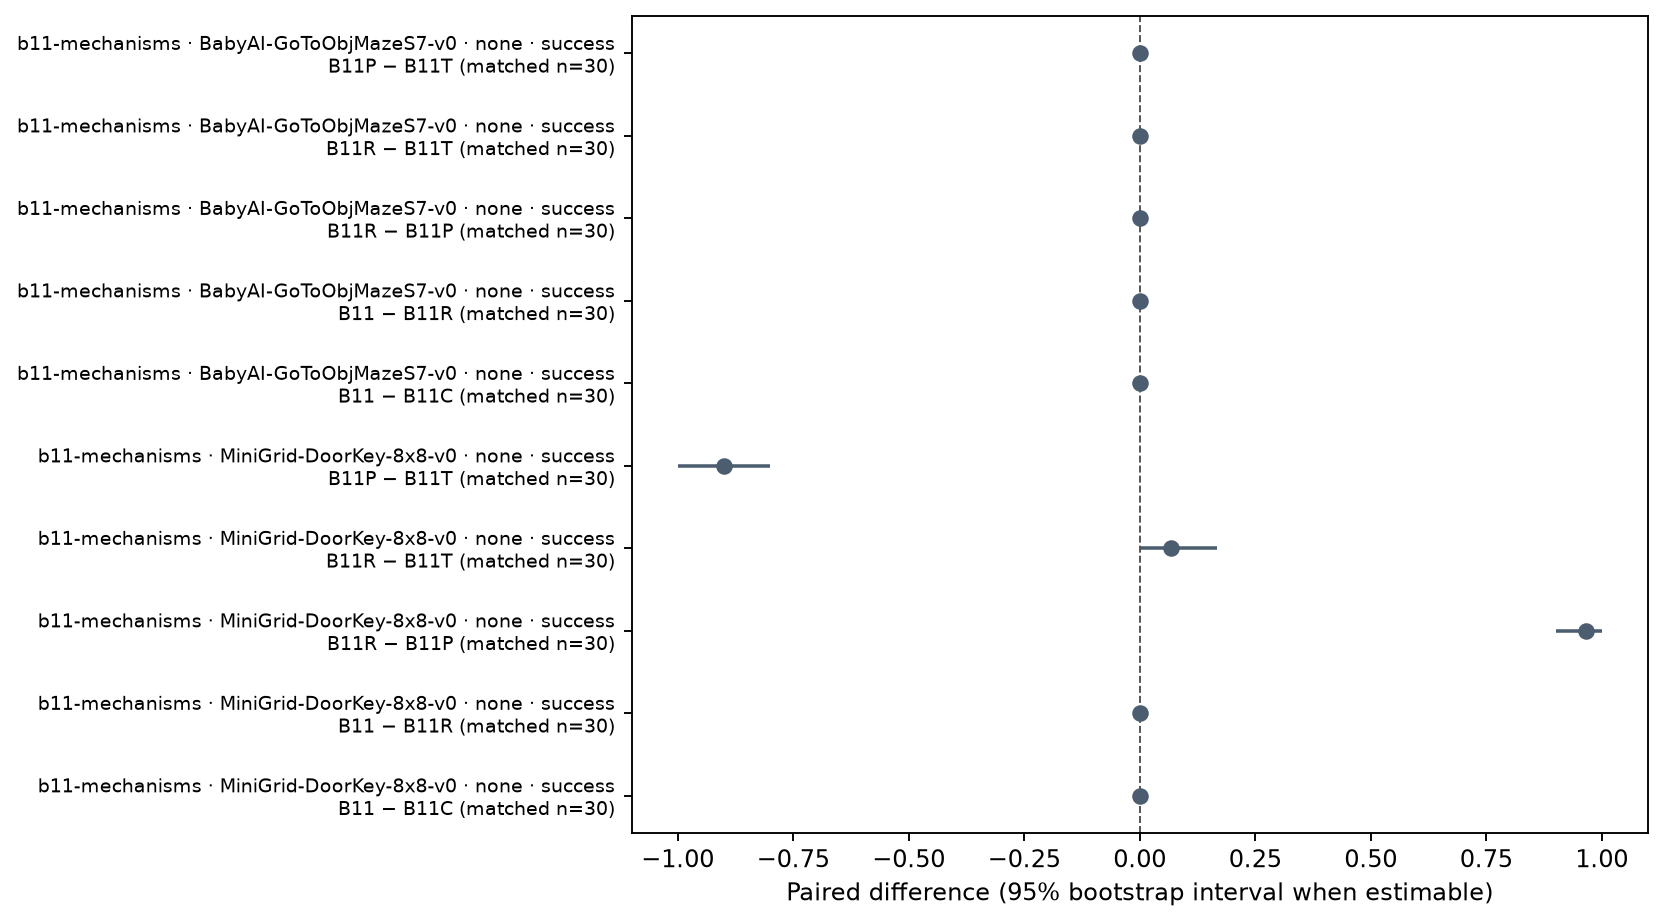 b11-mechanisms · BabyAI-GoToObjMazeS7-v0 · none · success
B11P − B11T (matched n=30)
b11-mechanisms · BabyAI-GoToObjMazeS7-v0 · none · success
B11R − B11T (matched n=30)
b11-mechanisms · BabyAI-GoToObjMazeS7-v0 · none · success
B11R − B11P (matched n=30)
b11-mechanisms · BabyAI-GoToObjMazeS7-v0 · none · success
B11 − B11R (matched n=30)
b11-mechanisms · BabyAI-GoToObjMazeS7-v0 · none · success
B11 − B11C (matched n=30)
b11-mechanisms · MiniGrid-DoorKey-8x8-v0 · none · success
B11P − B11T (matched n=30)
b11-mechanisms · MiniGrid-DoorKey-8x8-v0 · none · success
B11R − B11T (matched n=30)
b11-mechanisms · MiniGrid-DoorKey-8x8-v0 · none · success
B11R − B11P (matched n=30)
b11-mechanisms · MiniGrid-DoorKey-8x8-v0 · none · success
B11 − B11R (matched n=30)
b11-mechanisms · MiniGrid-DoorKey-8x8-v0 · none · success
B11 − B11C (matched n=30)
−1.00 −0.75 −0.50 −0.25 0.00 0.25 0.50 0.75 1.00
Paired difference (95% bootstrap interval when estimable)